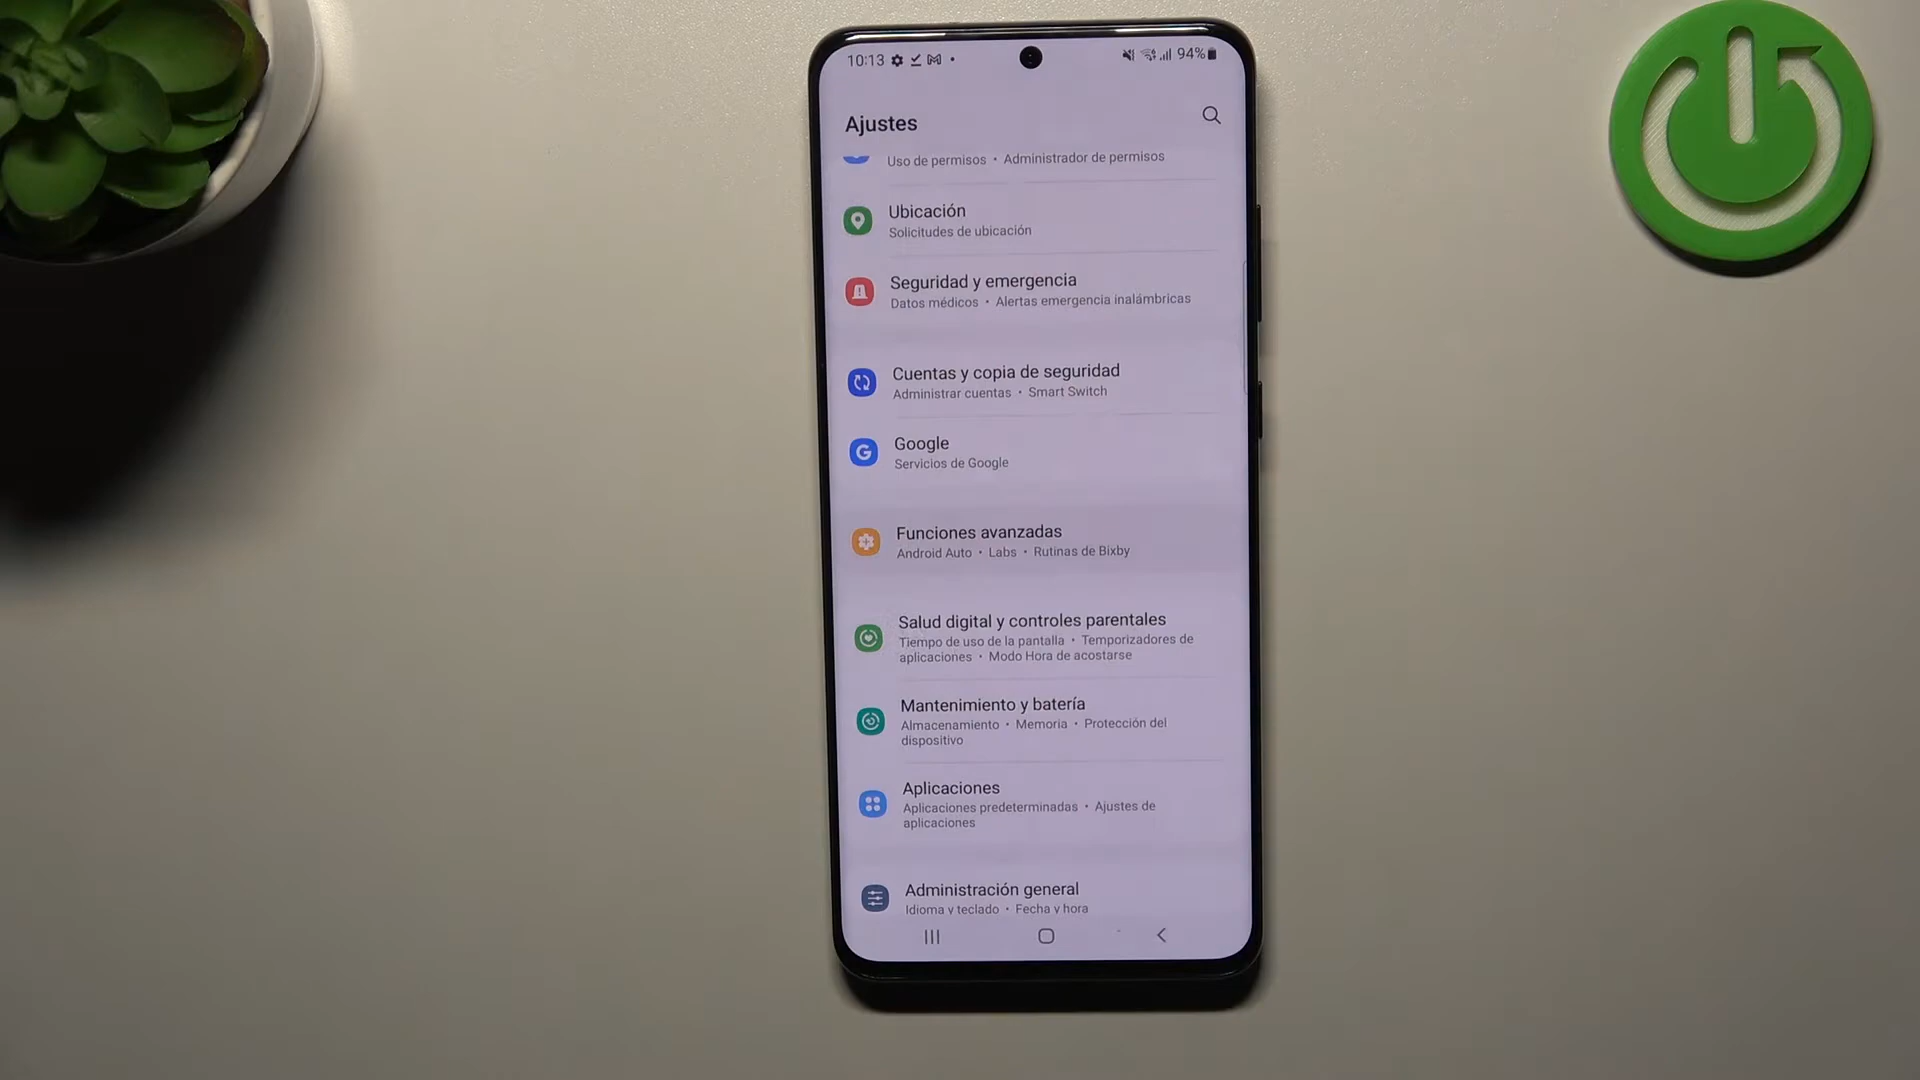 10:13 94%
Ajustes
Uso de permisos • Administrador de permisos
Ubicación
Solicitudes de ubicación
Seguridad y emergencia
Datos médicos • Alertas emergencia inalámbricas
Cuentas y copia de seguridad
Administrar cuentas • Smart Switch
Google
Servicios de Google
Funciones avanzadas
Android Auto • Labs • Rutinas de Bixby
Salud digital y controles parentales
Tiempo de uso de la pantalla • Temporizadores de
aplicaciones • Modo Hora de acostarse
Mantenimiento y batería
Almacenamiento • Memoria • Protección del
dispositivo
Aplicaciones
Aplicaciones predeterminadas • Ajustes de
aplicaciones
Administración general
Idioma y teclado • Fecha y hora